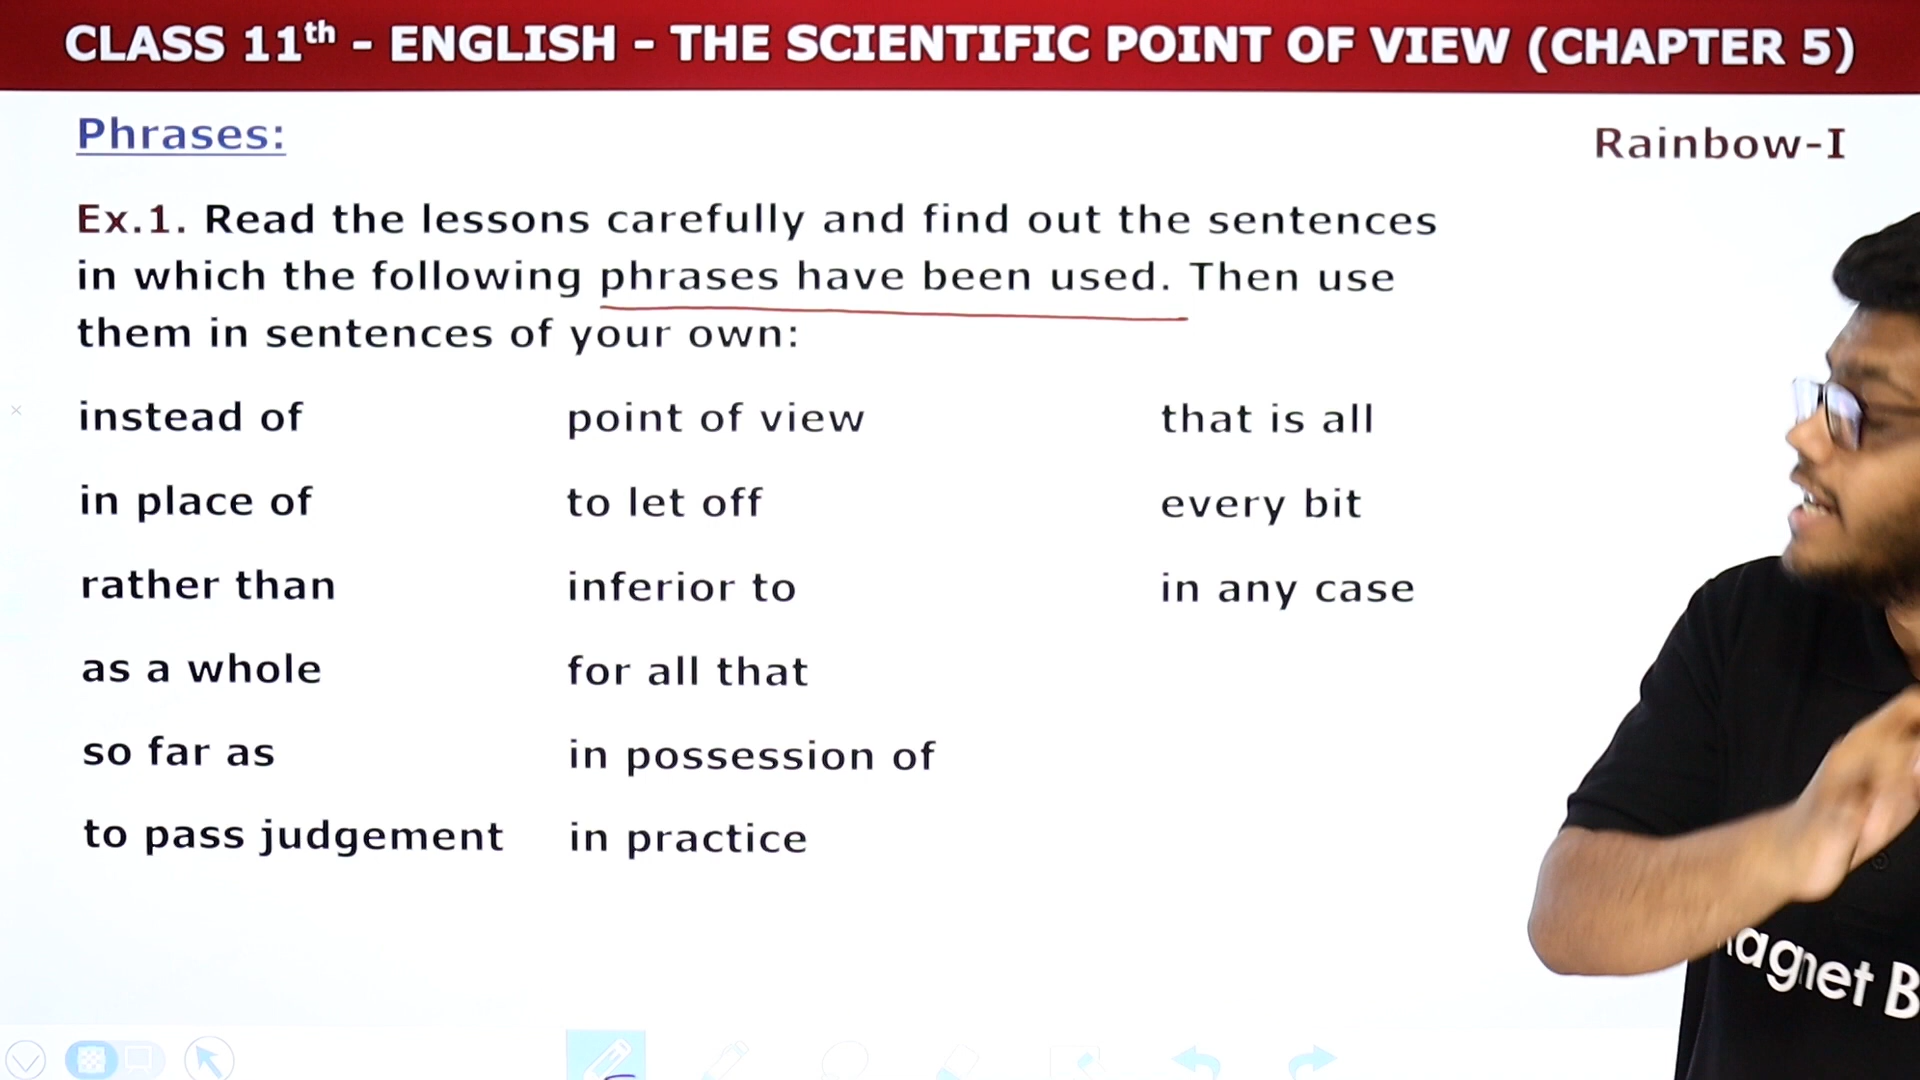 CLASS 11th - ENGLISH - THE SCIENTIFIC POINT OF VIEW (CHAPTER 5)
Phrases:
Rainbow-I
Ex.1. Read the lessons carefully and find out the sentences
in which the following phrases have been used. Then use
them in sentences of your own:
instead of point of view that is all
in place of to let off every bit
rather than inferior to in any case
as a whole for all that
so far as in possession of
to pass judgement in practice